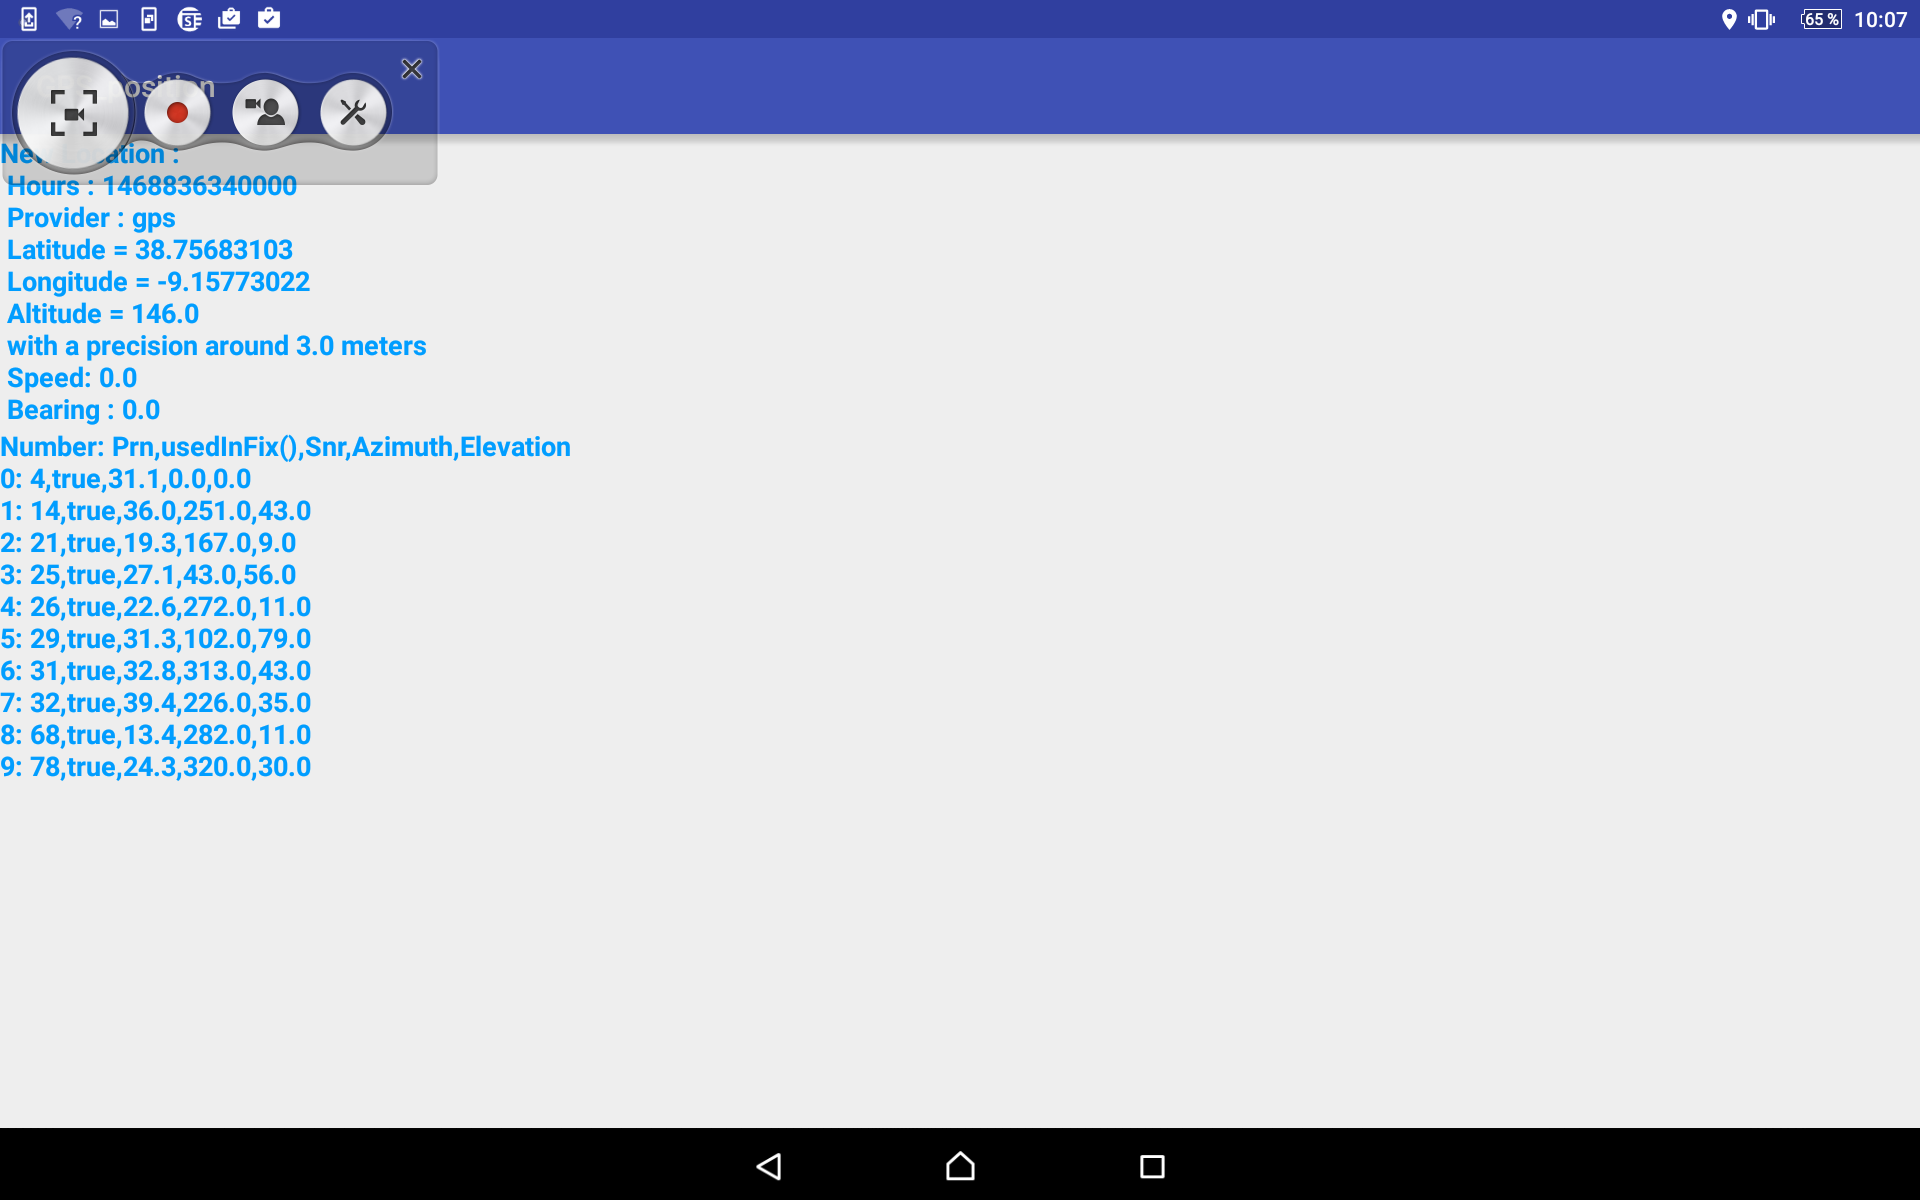 65 % 10:07
position
New Location :
Hours : 1468836340000
Provider : gps
Latitude = 38.75683103
Longitude = -9.15773022
Altitude = 146.0
with a precision around 3.0 meters
Speed: 0.0
Bearing : 0.0
Number: Prn,usedInFix(),Snr,Azimuth,Elevation
0: 4,true,31.1,0.0,0.0
1: 14,true,36.0,251.0,43.0
2: 21,true,19.3,167.0,9.0
3: 25,true,27.1,43.0,56.0
4: 26,true,22.6,272.0,11.0
5: 29,true,31.3,102.0,79.0
6: 31,true,32.8,313.0,43.0
7: 32,true,39.4,226.0,35.0
8: 68,true,13.4,282.0,11.0
9: 78,true,24.3,320.0,30.0